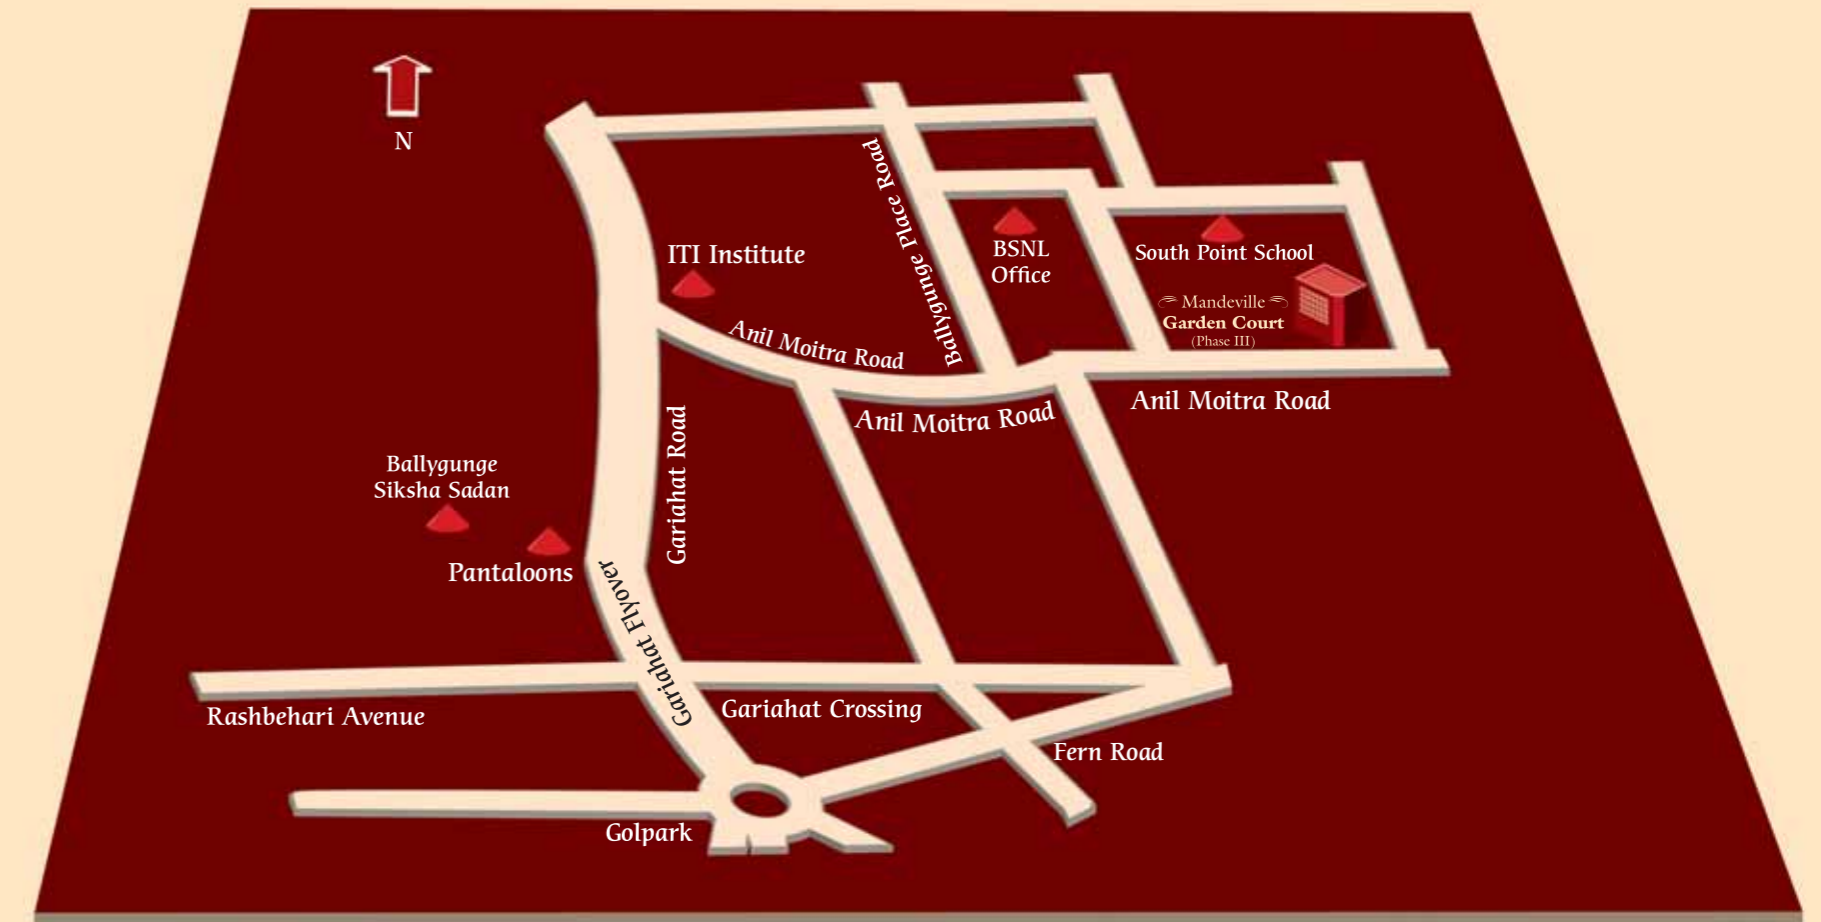 N
Ballygunge Place Road
ITI Institute
BSNL
Office
South Point School
Mandeville
Garden Court
(Phase III)
Anil Moitra Road
Anil Moitra Road
Anil Moitra Road
Gariahat Road
Ballygunge
Siksha Sadan
Pantaloons
Gariahat Flyover
Rashbehari Avenue
Gariahat Crossing
Fern Road
Golpark